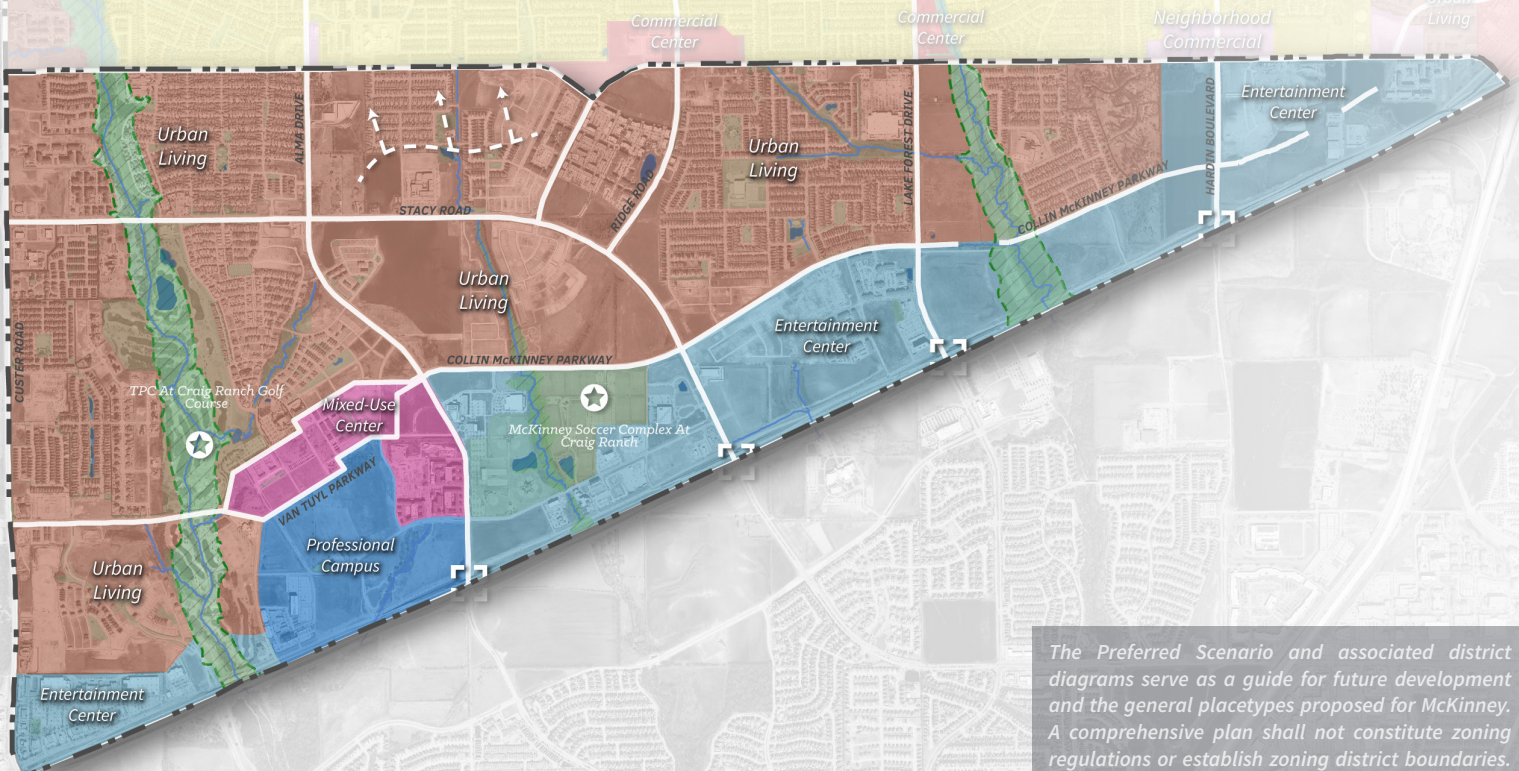 Commercial
Center
Commercial
Center
Neighborhood
Commercial
Urban
Living
Urban
Living
ALMA DRIVE
Urban
Living
LAKE FOREST DRIVE
HARDIN BOULEVARD
Entertainment
Center
STACY ROAD
RIDGE ROAD
COLLIN McKINNEY PARKWAY
Urban
Living
Entertainment
Center
CUSTER ROAD
COLLIN McKINNEY PARKWAY
TPC At Craig Ranch Golf
Course
Mixed-Use
Center
McKinney Soccer Complex At
Craig Ranch
VAN TUYL PARKWAY
Professional
Campus
Urban
Living
Entertainment
Center
The Preferred Scenario and associated district
diagrams serve as a guide for future development
and the general placetypes proposed for McKinney.
A comprehensive plan shall not constitute zoning
regulations or establish zoning district boundaries.